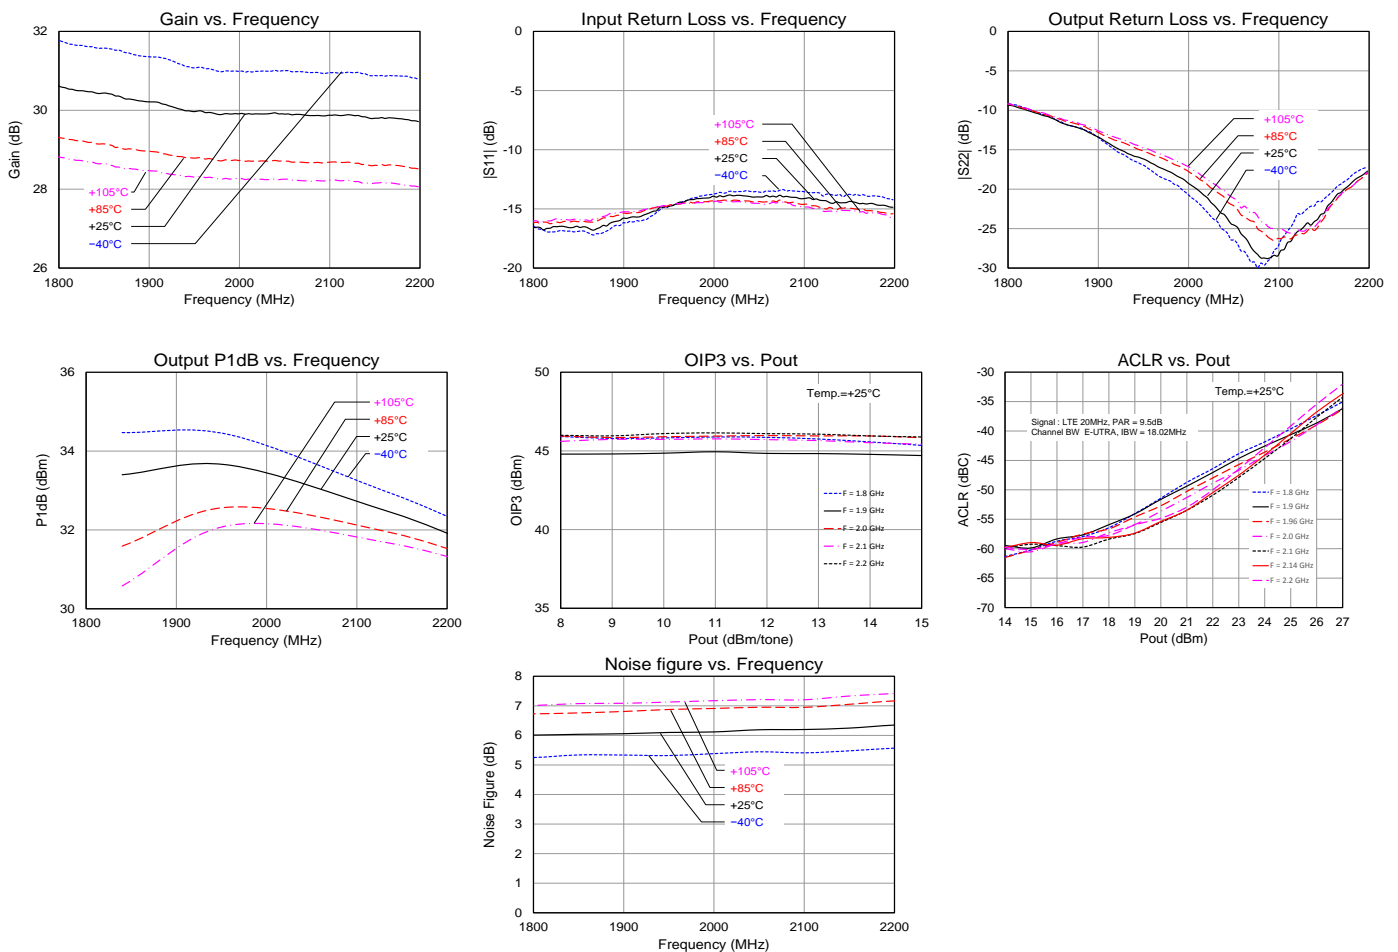 Gain vs. Frequency
Gain (dB)
32
30
28
26
+105°C
+85°C
+25°C
−40°C
1800 1900 2000 2100 2200
Frequency (MHz)
Input Return Loss vs. Frequency
|S11| (dB)
0
-5
-10
-15
-20
+105°C
+85°C
+25°C
−40°C
1800 1900 2000 2100 2200
Frequency (MHz)
Output Return Loss vs. Frequency
|S22| (dB)
0
-5
-10
-15
-20
-25
-30
+105°C
+85°C
+25°C
−40°C
1800 1900 2000 2100 2200
Frequency (MHz)
Output P1dB vs. Frequency
P1dB (dBm)
36
34
32
30
+105°C
+85°C
+25°C
−40°C
1800 1900 2000 2100 2200
Frequency (MHz)
OIP3 vs. Pout
OIP3 (dBm)
50
45
40
35
Temp.=+25°C
F = 1.8 GHz
F = 1.9 GHz
F = 2.0 GHz
F = 2.1 GHz
F = 2.2 GHz
8 9 10 11 12 13 14 15
Pout (dBm/tone)
ACLR vs. Pout
ACLR (dBC)
-30
-35
-40
-45
-50
-55
-60
-65
-70
Temp.=+25°C
Signal : LTE 20MHz, PAR = 9.5dB
Channel BW E-UTRA, IBW = 18.02MHz
F = 1.8 GHz
F = 1.9 GHz
F = 1.96 GHz
F = 2.0 GHz
F = 2.1 GHz
F = 2.14 GHz
F = 2.2 GHz
14 15 16 17 18 19 20 21 22 23 24 25 26 27
Pout (dBm)
Noise figure vs. Frequency
Noise Figure (dB)
8
7
6
5
4
3
2
1
0
+105°C
+85°C
+25°C
−40°C
1800 1900 2000 2100 2200
Frequency (MHz)